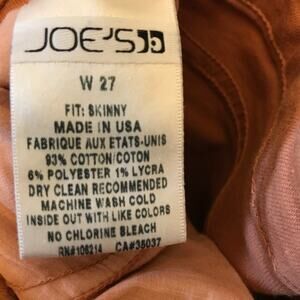 JOE'S
W 27
FIT: SKINNY
MADE IN USA
FABRIQUE AUX ETATS-UNIS
93% COTTON/COTON
6% POLYESTER 1% LYCRA
DRY CLEAN RECOMMENDED
MACHINE WASH COLD
INSIDE OUT WITH LIKE COLORS
NO CHLORINE BLEACH
RN#106214 CA#35037